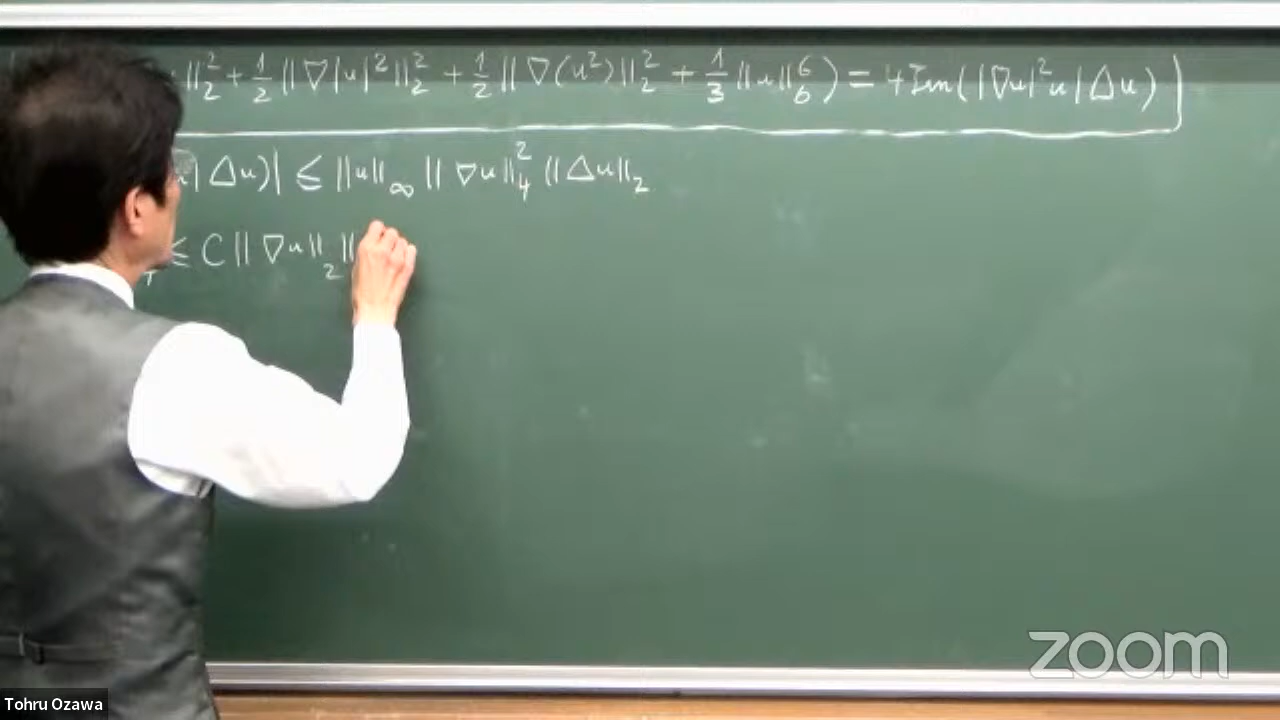 ‖₂² + 1/2 ‖∇|u|²‖₂² + 1/2 ‖∇(u²)‖₂² + 1/3 ‖u‖₆⁶) = 4 Im(|∇u|²u|Δu)
|Δu)| ≤ ‖u‖_∞ ‖∇u‖₄² ‖Δu‖₂
≤ C‖∇u‖₂ ‖
zoom
Tohru Ozawa